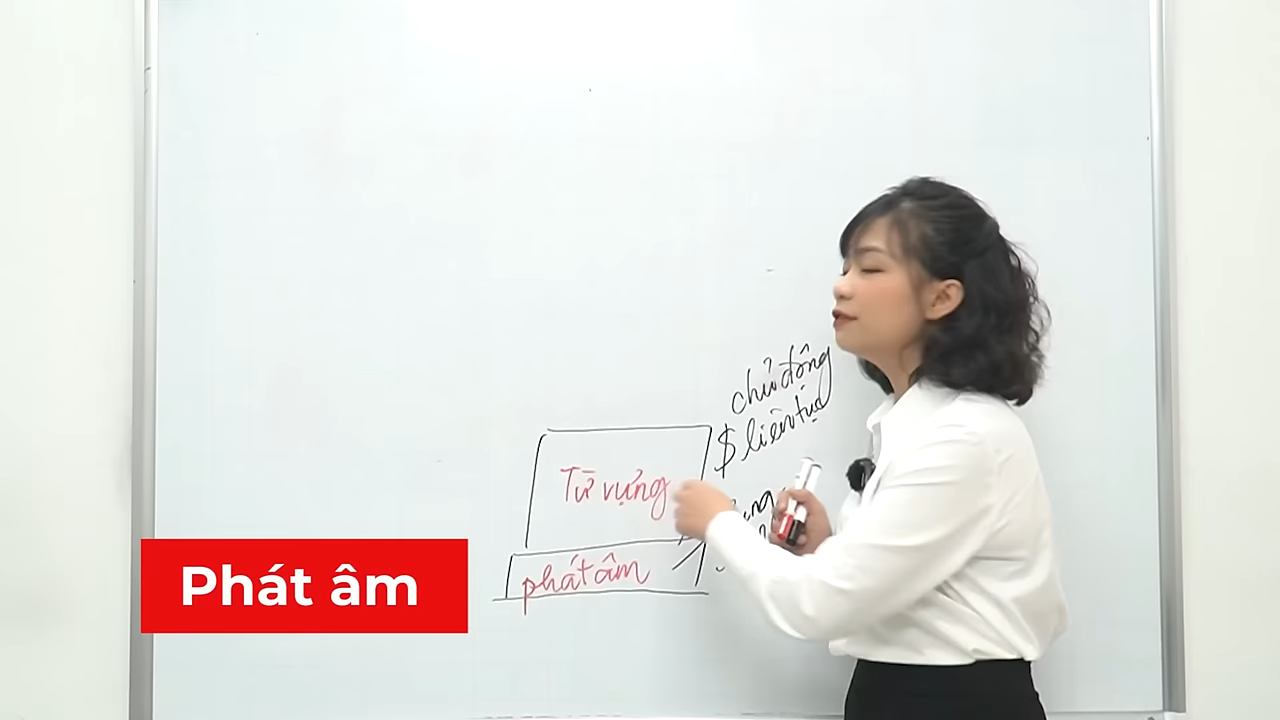 chủ động
$ liên tục
Từ vựng
phát âm
Phát âm